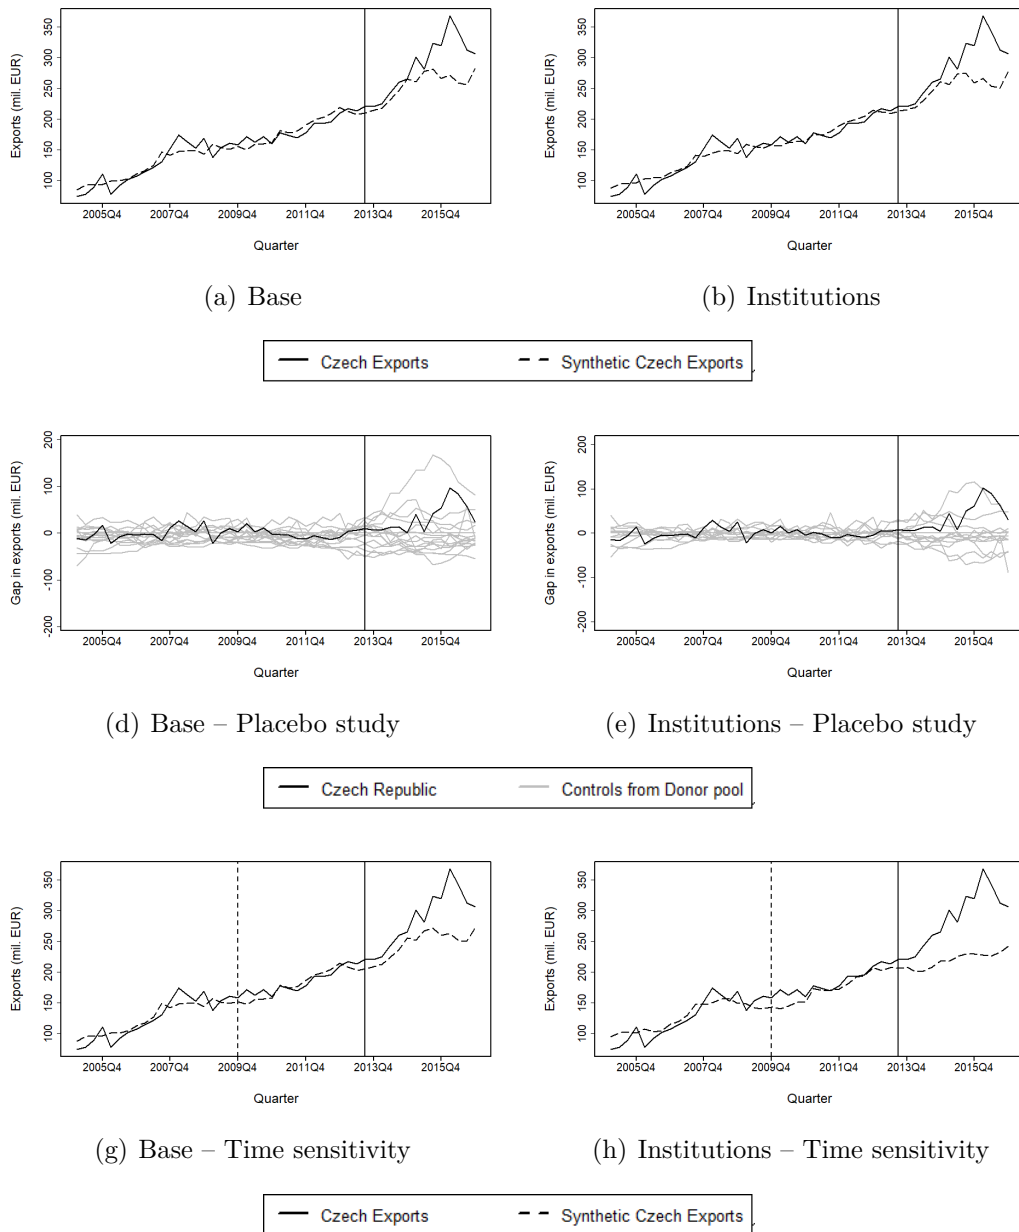 Exports (mil. EUR)
100 150 200 250 300 350
2005Q4 2007Q4 2009Q4 2011Q4 2013Q4 2015Q4
Quarter
(a) Base
Exports (mil. EUR)
100 150 200 250 300 350
2005Q4 2007Q4 2009Q4 2011Q4 2013Q4 2015Q4
Quarter
(b) Institutions
Czech Exports Synthetic Czech Exports
Gap in exports (mil. EUR)
-200 -100 0 100 200
2005Q4 2007Q4 2009Q4 2011Q4 2013Q4 2015Q4
Quarter
(d) Base – Placebo study
Gap in exports (mil. EUR)
-200 -100 0 100 200
2005Q4 2007Q4 2009Q4 2011Q4 2013Q4 2015Q4
Quarter
(e) Institutions – Placebo study
Czech Republic Controls from Donor pool
Exports (mil. EUR)
100 150 200 250 300 350
2005Q4 2007Q4 2009Q4 2011Q4 2013Q4 2015Q4
Quarter
(g) Base – Time sensitivity
Exports (mil. EUR)
100 150 200 250 300 350
2005Q4 2007Q4 2009Q4 2011Q4 2013Q4 2015Q4
Quarter
(h) Institutions – Time sensitivity
Czech Exports Synthetic Czech Exports